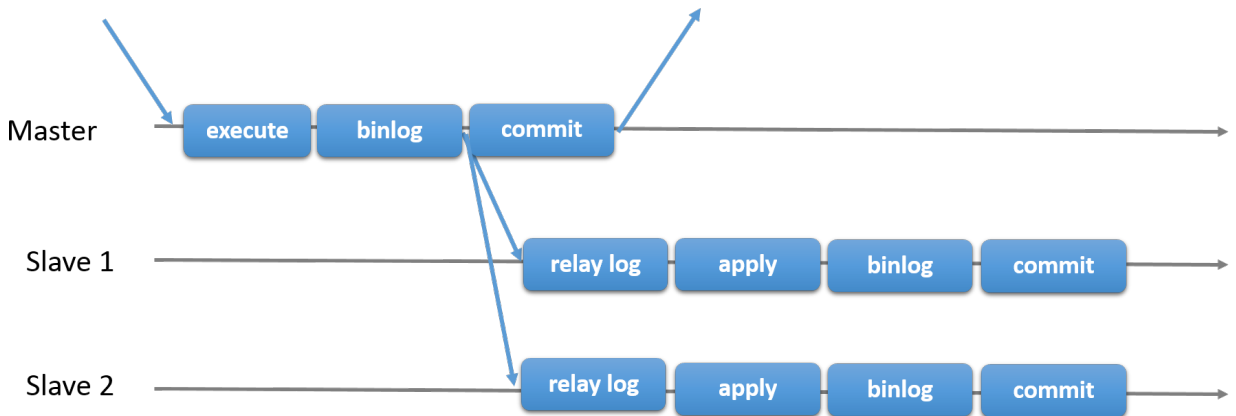 Master execute binlog commit
Slave 1 relay log apply binlog commit
Slave 2 relay log apply binlog commit